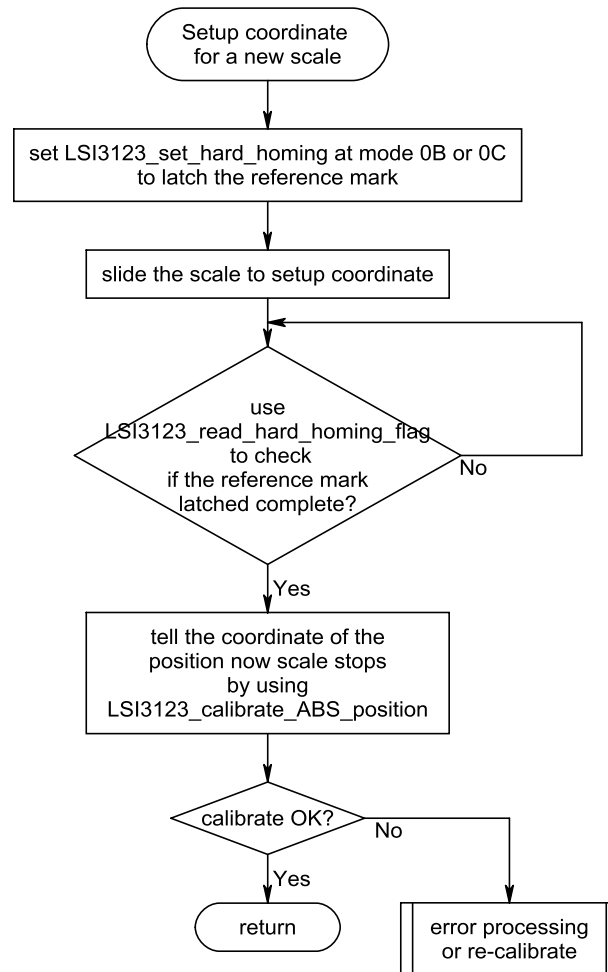 Setup coordinate
for a new scale
set LSI3123_set_hard_homing at mode 0B or 0C
to latch the reference mark
slide the scale to setup coordinate
use
LSI3123_read_hard_homing_flag
to check
if the reference mark
latched complete?
No
Yes
tell the coordinate of the
position now scale stops
by using
LSI3123_calibrate_ABS_position
calibrate OK?
No
Yes
return
error processing
or re-calibrate